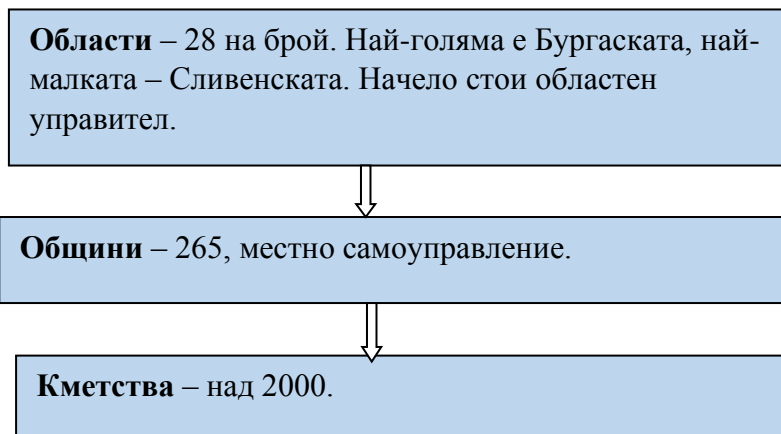 Области – 28 на брой. Най-голяма е Бургаската, най-
малката – Сливенската. Начело стои областен
управител.
Общини – 265, местно самоуправление.
Кметства – над 2000.